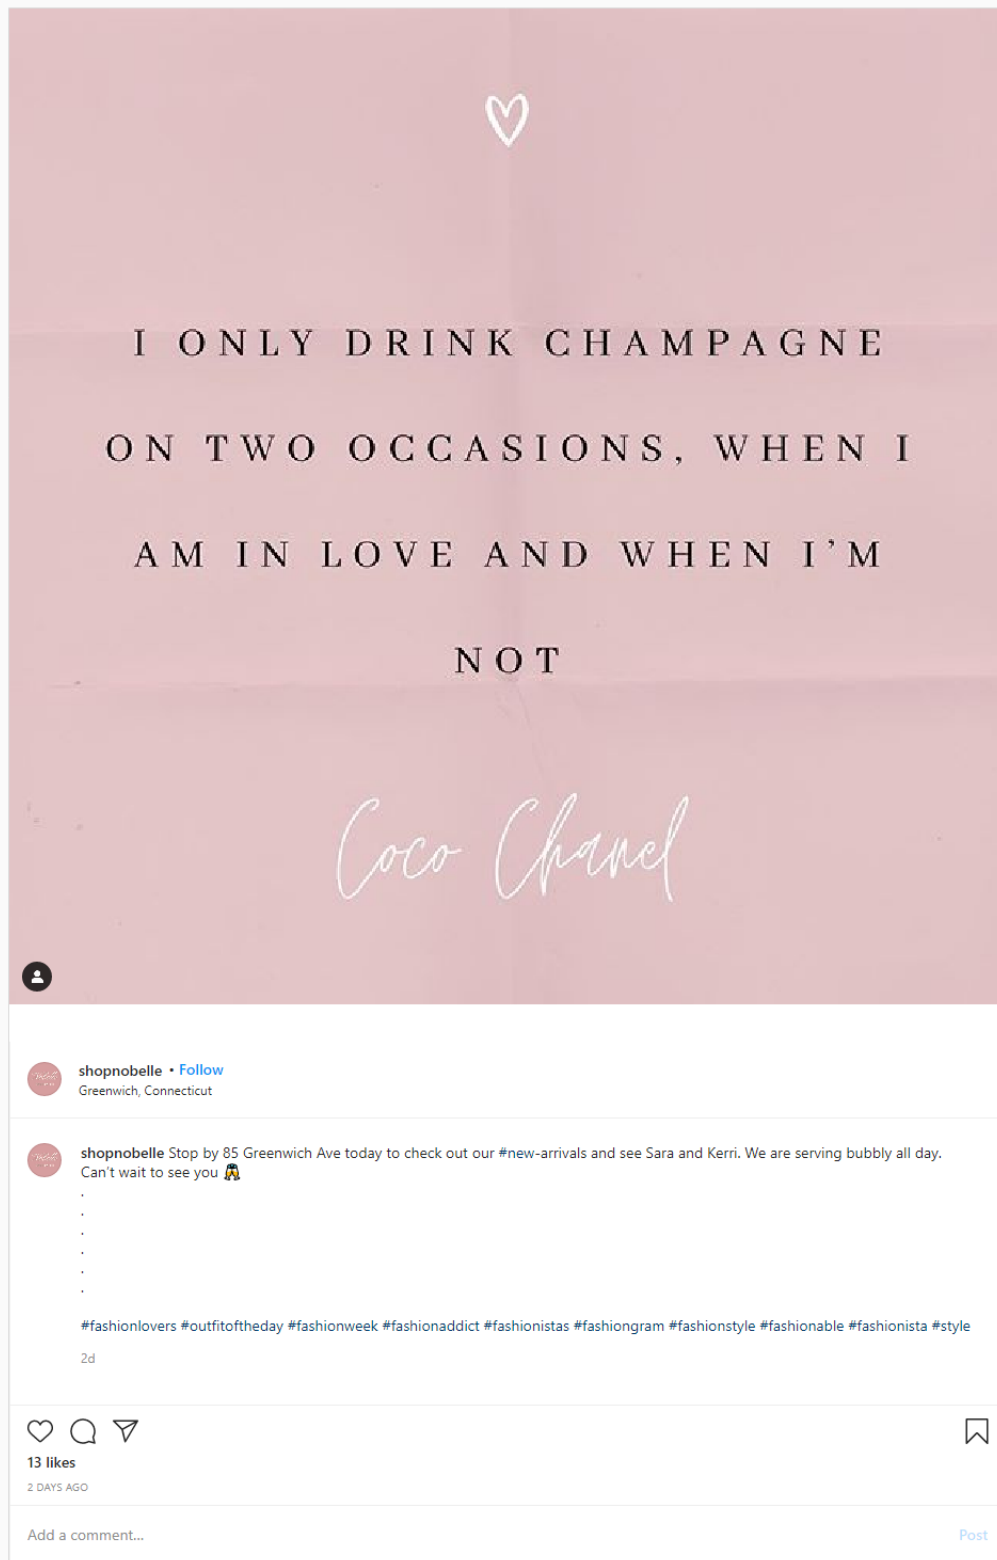 I ONLY DRINK CHAMPAGNE
ON TWO OCCASIONS, WHEN I
AM IN LOVE AND WHEN I’M
NOT
Coco Chanel
shopnobelle • Follow
Greenwich, Connecticut
shopnobelle Stop by 85 Greenwich Ave today to check out our #new-arrivals and see Sara and Kerri. We are serving bubbly all day.
Can't wait to see you 🥂
.
.
.
.
.
.
#fashionlovers #outfitoftheday #fashionweek #fashionaddict #fashionistas #fashiongram #fashionstyle #fashionable #fashionista #style
2d
13 likes
2 DAYS AGO
Add a comment...
Post